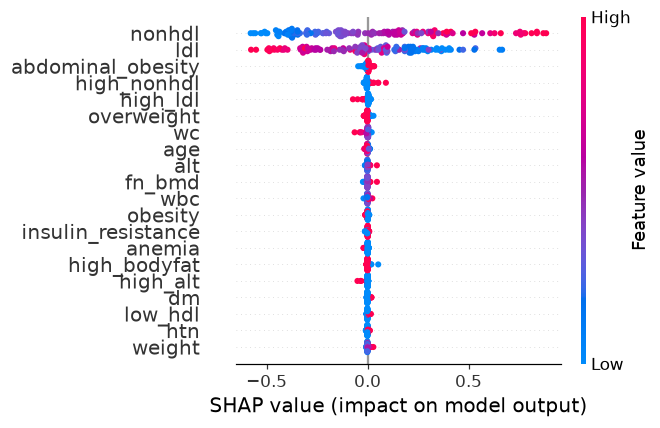 High
nonhdl
ldl
abdominal_obesity
high_nonhdl
high_ldl
overweight
wc
age
alt
fn_bmd
wbc
obesity
insulin_resistance
anemia
high_bodyfat
high_alt
dm
low_hdl
htn
weight
Feature value
Low
−0.5 0.0 0.5
SHAP value (impact on model output)